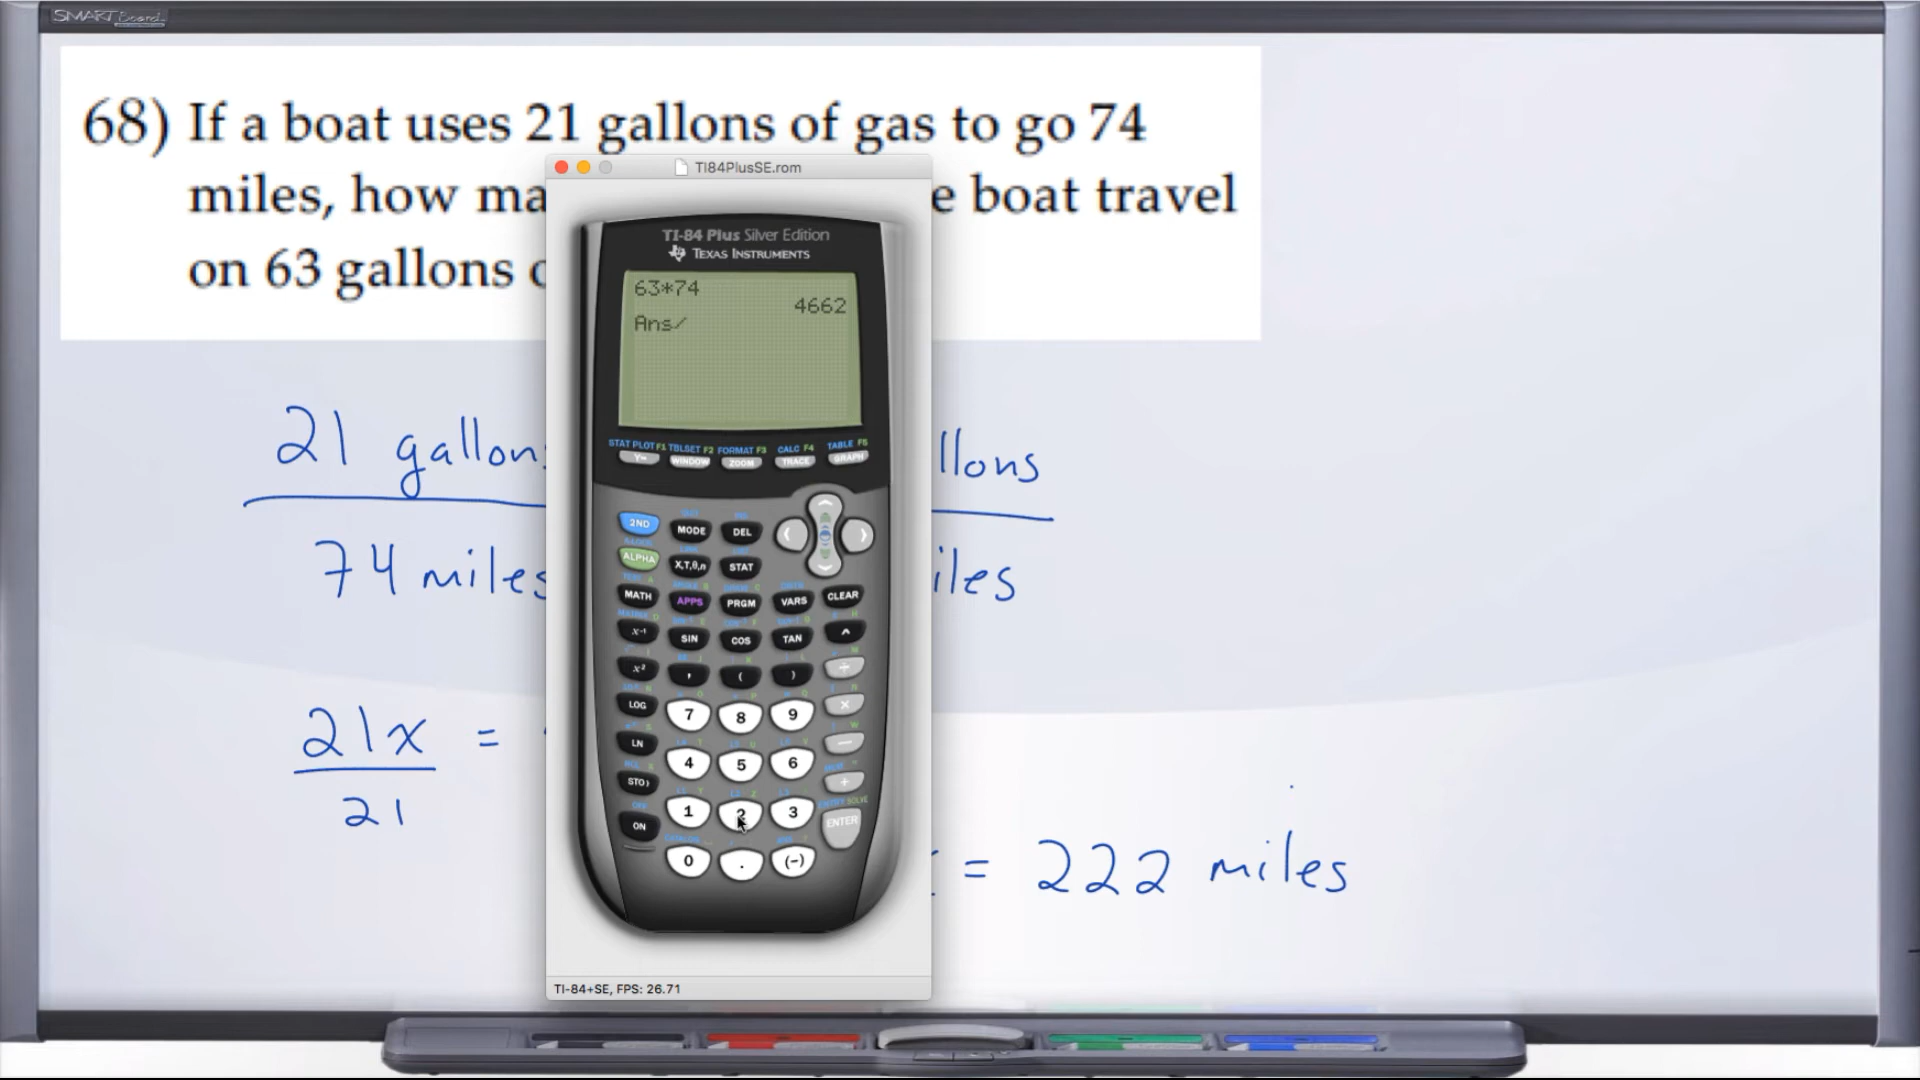 SMART Board
68) If a boat uses 21 gallons of gas to go 74
miles, how ma
e boat travel
on 63 gallons
TI84PlusSE.rom
TI-84 Plus Silver Edition
TEXAS INSTRUMENTS
63*74
4662
Ans/
STAT PLOT F1 TBLSET F2 FORMAT F3 CALC F4 TABLE F5
Y= WINDOW ZOOM TRACE GRAPH
2ND MODE DEL
ALPHA X,T,θ,n STAT
MATH APPS PRGM VARS CLEAR
x⁻¹ SIN COS TAN ^
x² , ( ) ÷
LOG 7 8 9 ×
LN 4 5 6 −
STO› 1 2 3 +
ON 0 . (−) ENTER
TI-84+SE, FPS: 26.71
21 gallons
llons
74 miles
iles
21x =
21
= 222 miles